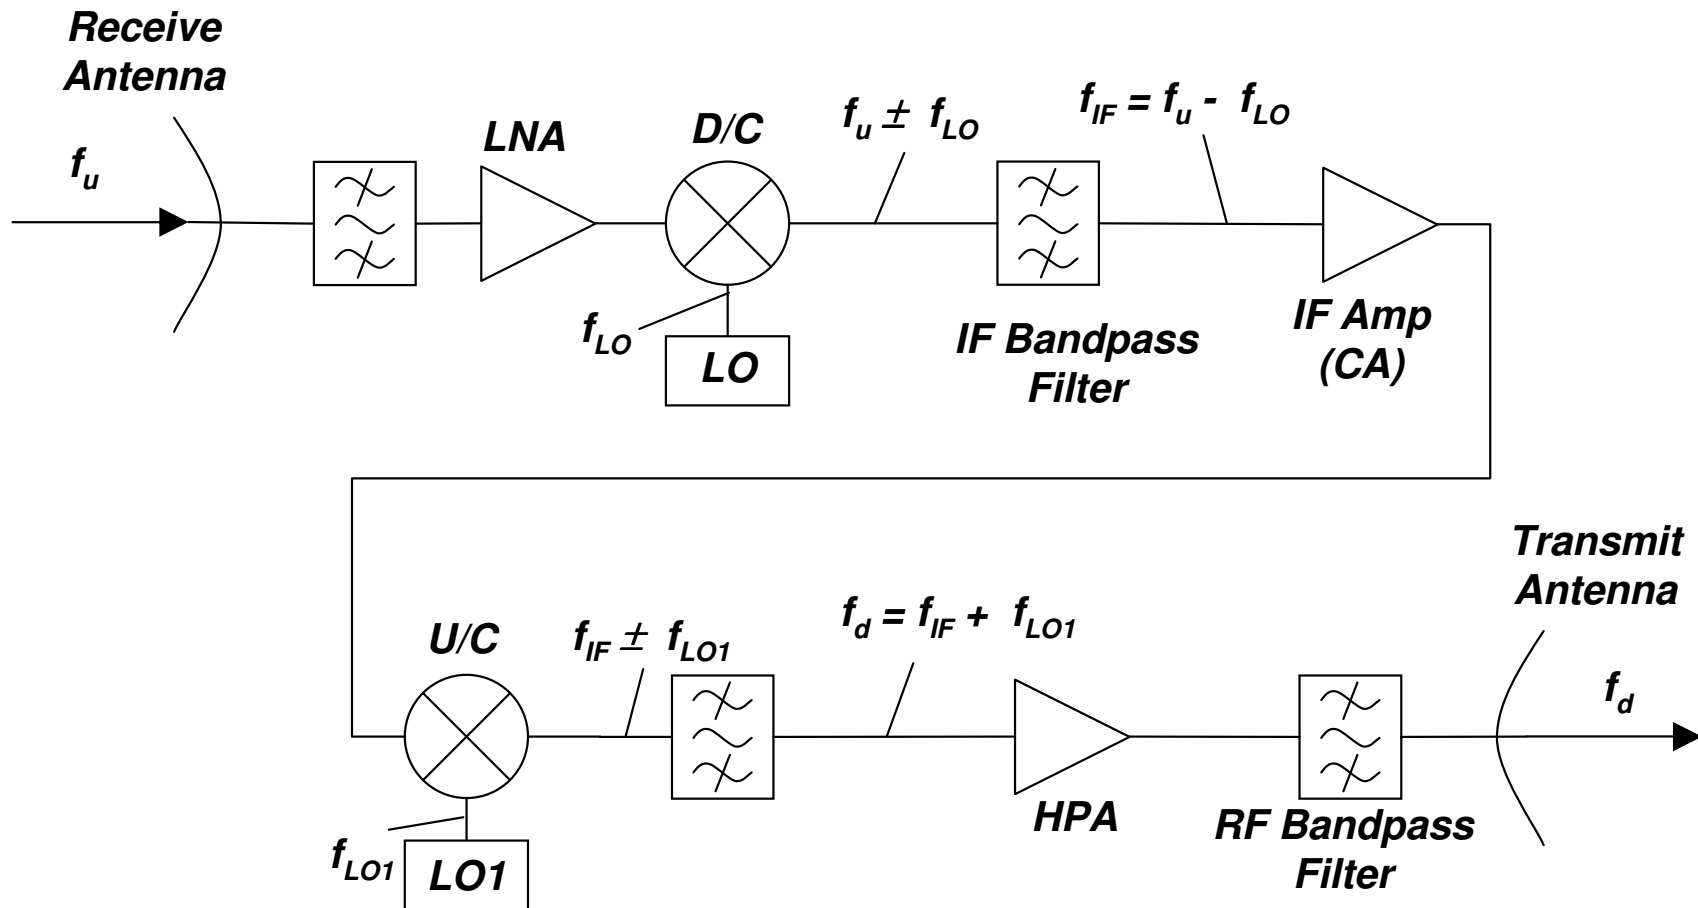 Receive
Antenna
f_u
LNA
D/C
f_u ± f_LO
f_IF = f_u - f_LO
f_LO
LO
IF Bandpass
Filter
IF Amp
(CA)
Transmit
Antenna
U/C
f_IF ± f_LO1
f_d = f_IF + f_LO1
f_d
HPA
RF Bandpass
Filter
f_LO1
LO1